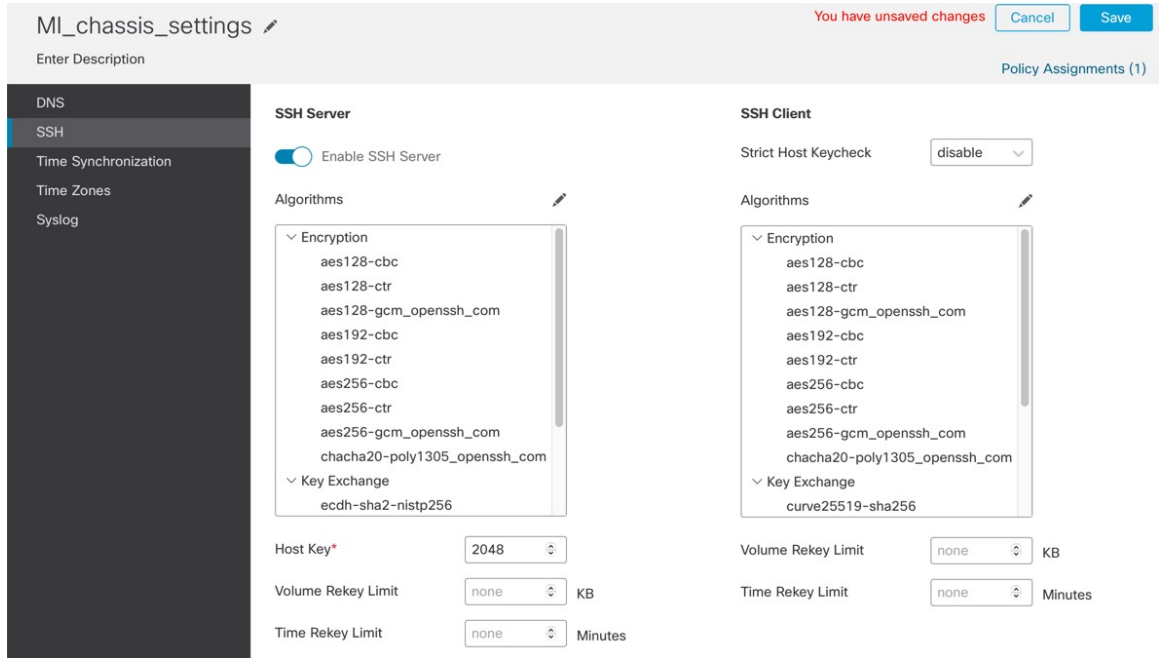 MI_chassis_settings
You have unsaved changes
Cancel
Save
Enter Description
Policy Assignments (1)
DNS
SSH
Time Synchronization
Time Zones
Syslog
SSH Server
Enable SSH Server
Algorithms
Encryption
aes128-cbc
aes128-ctr
aes128-gcm_openssh_com
aes192-cbc
aes192-ctr
aes256-cbc
aes256-ctr
aes256-gcm_openssh_com
chacha20-poly1305_openssh_com
Key Exchange
ecdh-sha2-nistp256
Host Key* 2048
Volume Rekey Limit none KB
Time Rekey Limit none Minutes
SSH Client
Strict Host Keycheck disable
Algorithms
Encryption
aes128-cbc
aes128-ctr
aes128-gcm_openssh_com
aes192-cbc
aes192-ctr
aes256-cbc
aes256-ctr
aes256-gcm_openssh_com
chacha20-poly1305_openssh_com
Key Exchange
curve25519-sha256
Volume Rekey Limit none KB
Time Rekey Limit none Minutes